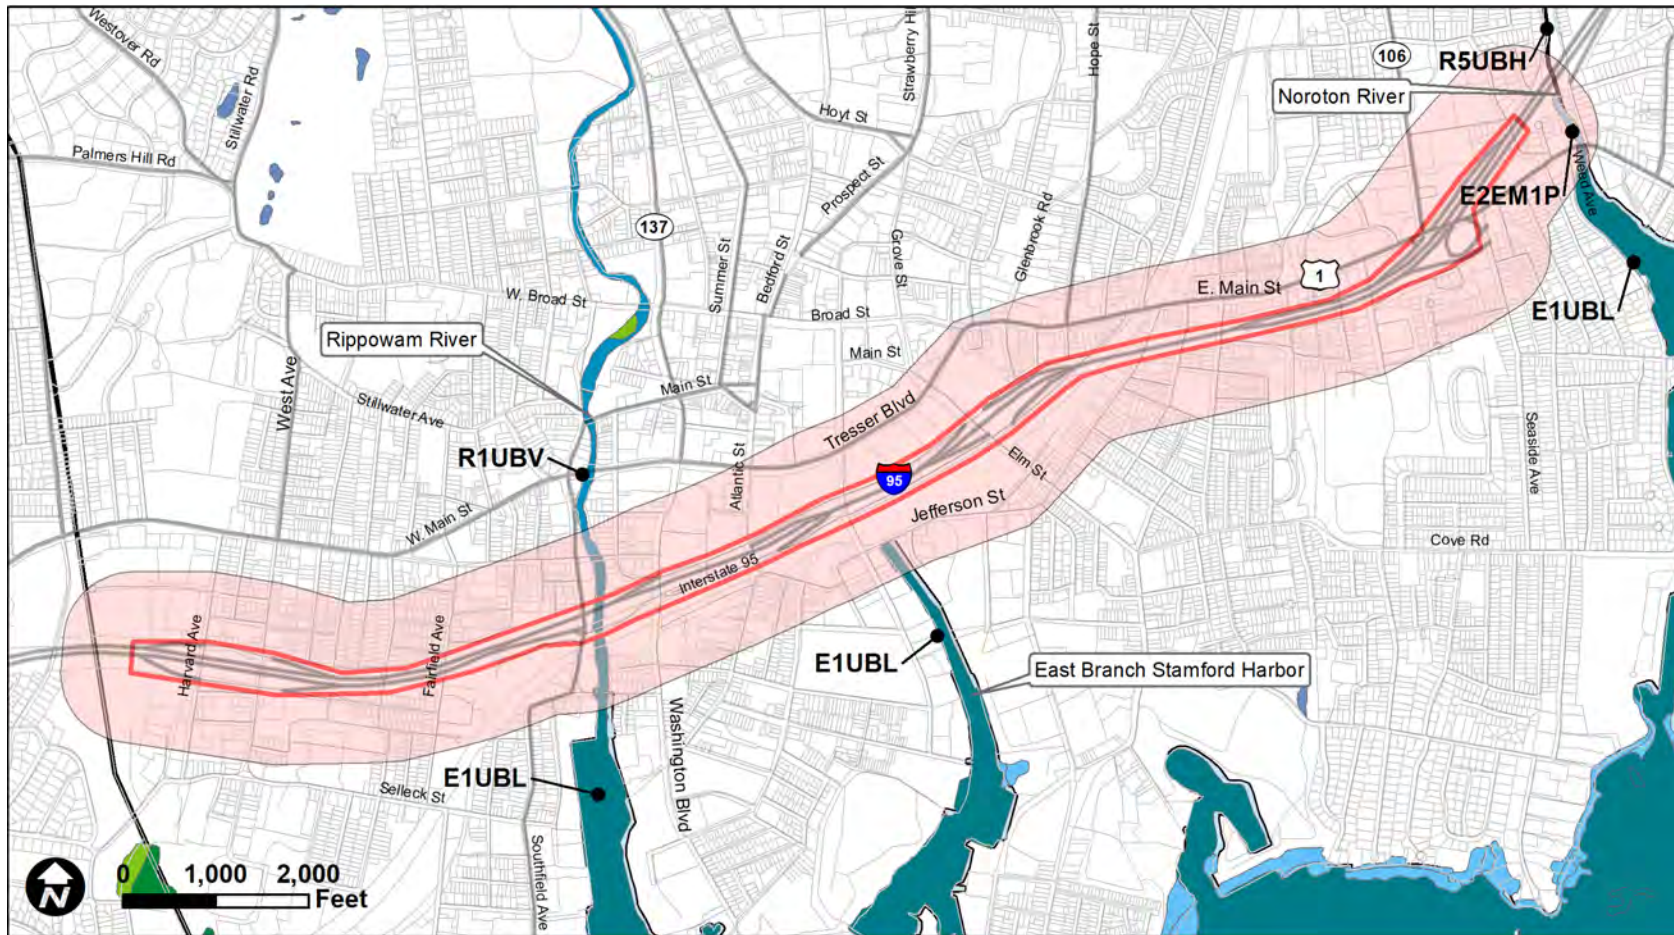 Westover Rd
Stillwater Rd
Palmers Hill Rd
Strawberry Hi
Hope St
106
R5UBH
Noroton River
Hoyt St
Prospect St
E2EM1P
Weed Ave
137
Summer St
Bedford St
Grove St
Glenbrook Rd
1
E. Main St
E1UBL
W. Broad St
Broad St
Rippowam River
Main St
Main St
West Ave
Stillwater Ave
Tresser Blvd
Seaside Ave
R1UBV
Atlantic St
Elm St
95
Jefferson St
W. Main St
Cove Rd
Interstate 95
Harvard Ave
Fairfield Ave
E1UBL
East Branch Stamford Harbor
Washington Blvd
E1UBL
Selleck St
Southfield Ave
N
0 1,000 2,000
Feet